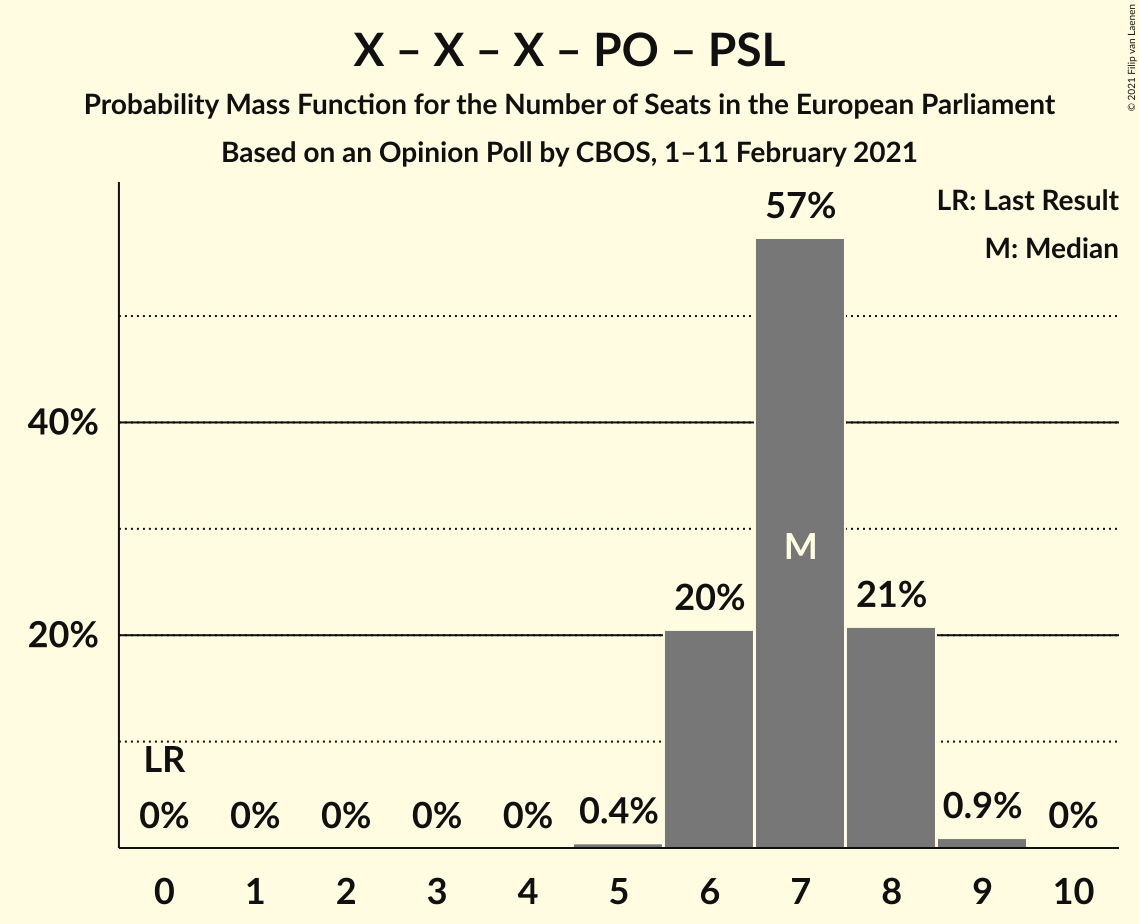 X – X – X – PO – PSL
Probability Mass Function for the Number of Seats in the European Parliament
Based on an Opinion Poll by CBOS, 1–11 February 2021
© 2021 Filip van Laenen
LR: Last Result
M: Median
57%
40%
M
20%
21%
20%
LR
0%
0%
0%
0%
0%
0.4%
0.9%
0%
0 1 2 3 4 5 6 7 8 9 10